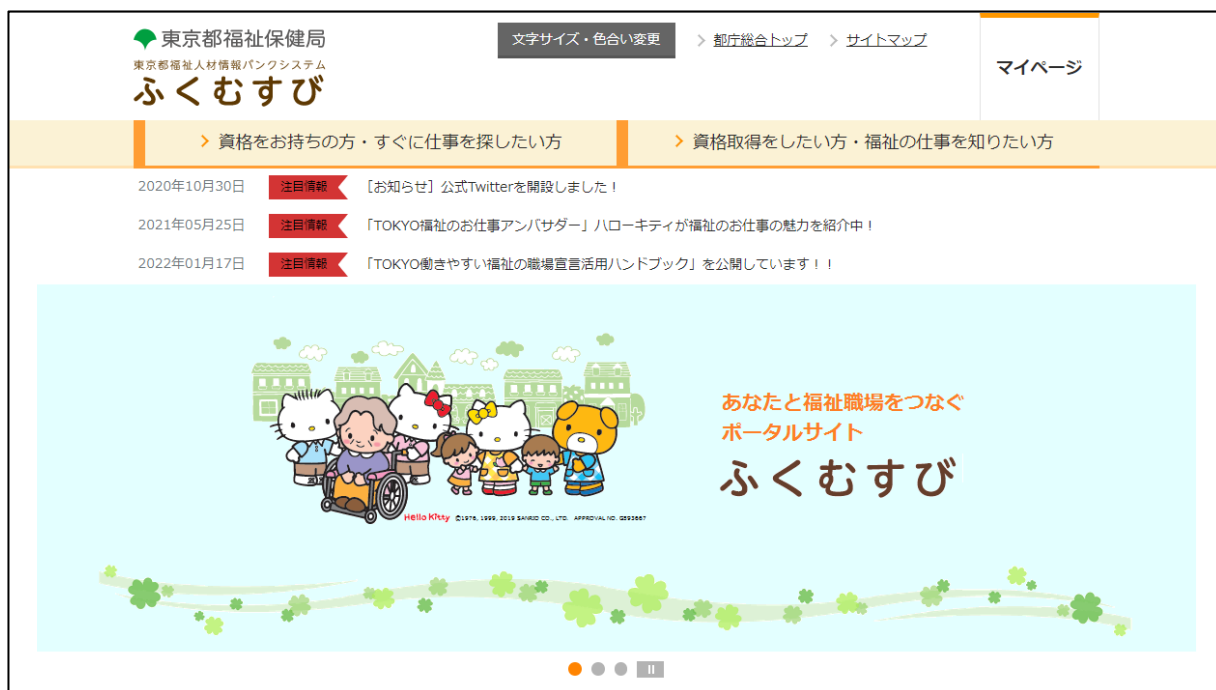 東京都福祉保健局
東京都福祉人材情報バンクシステム
ふくむすび
文字サイズ・色合い変更
都庁総合トップ
サイトマップ
マイページ
資格をお持ちの方・すぐに仕事を探したい方
資格取得をしたい方・福祉の仕事を知りたい方
2020年10月30日 注目情報 [お知らせ] 公式Twitterを開設しました!
2021年05月25日 注目情報 「TOKYO福祉のお仕事アンバサダー」ハローキティが福祉のお仕事の魅力を紹介中!
2022年01月17日 注目情報 「TOKYO働きやすい福祉の職場宣言活用ハンドブック」を公開しています!!
あなたと福祉職場をつなぐ
ポータルサイト
ふくむすび
Hello Kitty ©1976, 1999, 2019 SANRIO CO., LTD. APPROVAL NO. G593667